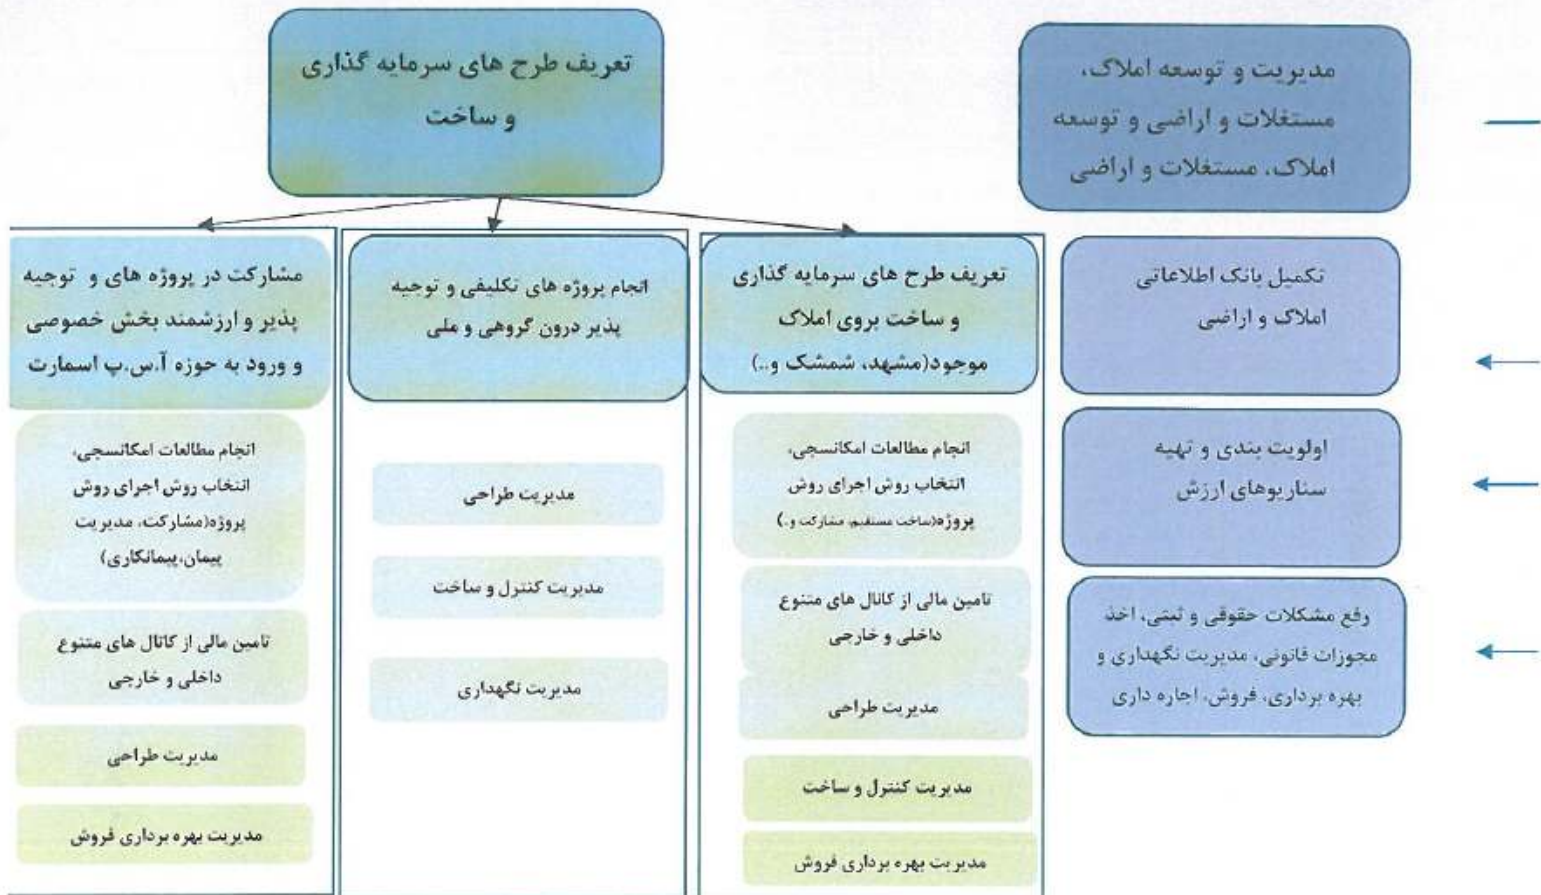 مدیریت و توسعه املاک،
مستغلات و اراضی و توسعه
املاک، مستغلات و اراضی
تکمیل بانک اطلاعاتی
املاک و اراضی
اولویت بندی و تهیه
سناریوهای ارزش
رفع مشکلات حقوقی و ثبتی، اخذ
مجوزات قانونی، مدیریت نگهداری و
بهره برداری، فروش، اجاره داری
تعریف طرح های سرمایه گذاری
و ساخت
تعریف طرح های سرمایه گذاری
و ساخت بروی املاک
موجود(مشهد، شمشک و..)
انجام مطالعات امکانسجی،
انتخاب روش اجرای روش
پروژه(ساخت مستقیم، مشارکت و..)
تامین مالی از کانال های متنوع
داخلی و خارجی
مدیریت طراحی
مدیریت کنترل و ساخت
مدیریت بهره برداری فروش
انجام پروژه های تکلیفی و توجیه
پذیر درون گروهی و ملی
مدیریت طراحی
مدیریت کنترل و ساخت
مدیریت نگهداری
مشارکت در پروژه های و توجیه
پذیر و ارزشمند بخش خصوصی
و ورود به حوزه آ.س.پ اسمارت
انجام مطالعات امکانسجی،
انتخاب روش اجرای روش
پروژه(مشارکت، مدیریت
پیمان،پیمانکاری)
تامین مالی از کانال های متنوع
داخلی و خارجی
مدیریت طراحی
مدیریت بهره برداری فروش